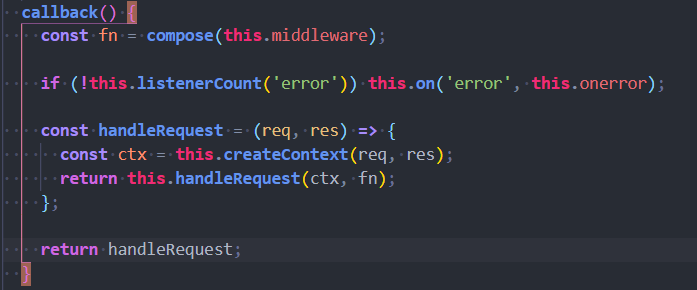 callback() {
const fn = compose(this.middleware);
if (!this.listenerCount('error')) this.on('error', this.onerror);
const handleRequest = (req, res) => {
const ctx = this.createContext(req, res);
return this.handleRequest(ctx, fn);
};
return handleRequest;
}